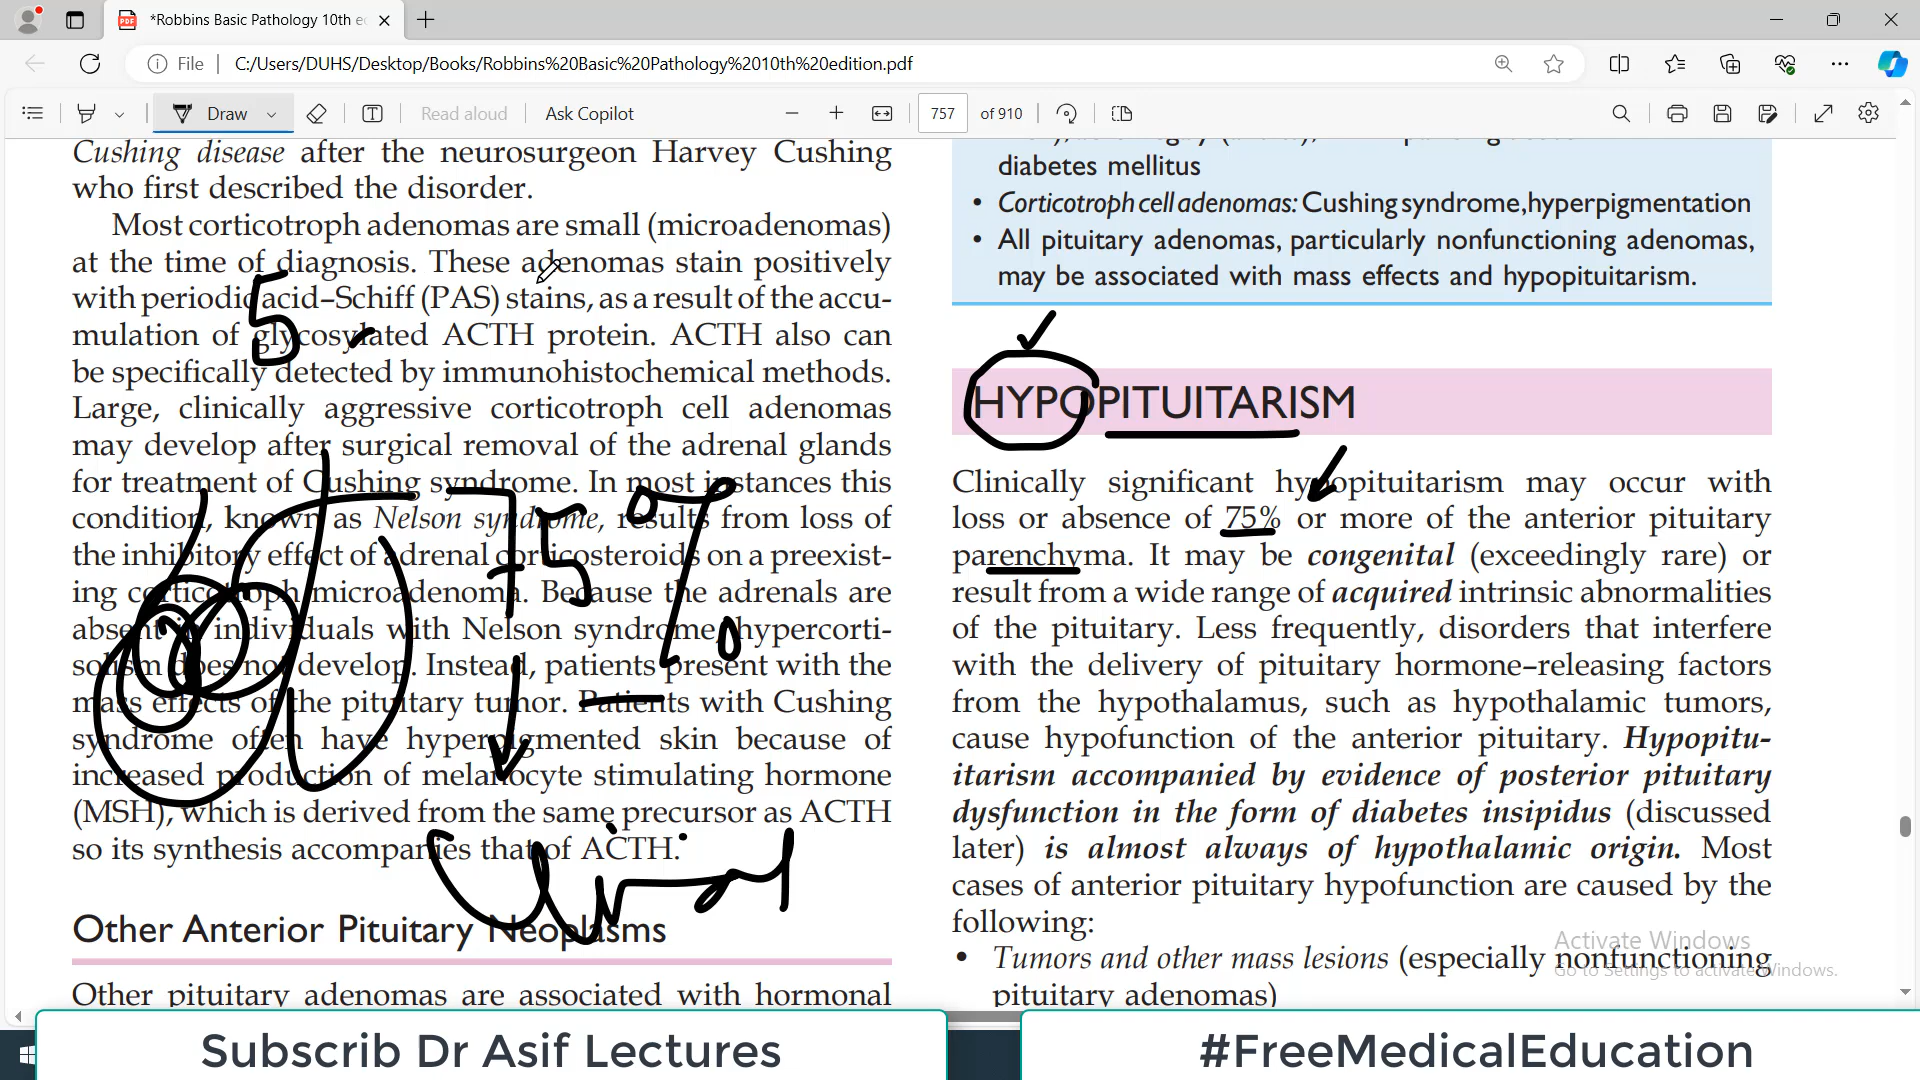 *Robbins Basic Pathology 10th e
File
C:/Users/DUHS/Desktop/Books/Robbins%20Basic%20Pathology%2010th%20edition.pdf
Draw
Read aloud
Ask Copilot
757
of 910
Cushing disease after the neurosurgeon Harvey Cushing
who first described the disorder.
Most corticotroph adenomas are small (microadenomas)
at the time of diagnosis. These adenomas stain positively
with periodic acid–Schiff (PAS) stains, as a result of the accu-
mulation of glycosylated ACTH protein. ACTH also can
be specifically detected by immunohistochemical methods.
Large, clinically aggressive corticotroph cell adenomas
may develop after surgical removal of the adrenal glands
for treatment of Cushing syndrome. In most instances this
condition, known as Nelson syndrome, results from loss of
the inhibitory effect of adrenal corticosteroids on a preexist-
ing corticotroph microadenoma. Because the adrenals are
absent in individuals with Nelson syndrome, hypercorti-
solism does not develop. Instead, patients present with the
mass effects of the pituitary tumor. Patients with Cushing
syndrome often have hyperpigmented skin because of
increased production of melanocyte stimulating hormone
(MSH), which is derived from the same precursor as ACTH
so its synthesis accompanies that of ACTH.
5
75%
Other Anterior Pituitary Neoplasms
Other pituitary adenomas are associated with hormonal
diabetes mellitus
• Corticotroph cell adenomas: Cushing syndrome, hyperpigmentation
• All pituitary adenomas, particularly nonfunctioning adenomas,
may be associated with mass effects and hypopituitarism.
HYPOPITUITARISM
Clinically significant hypopituitarism may occur with
loss or absence of 75% or more of the anterior pituitary
parenchyma. It may be congenital (exceedingly rare) or
result from a wide range of acquired intrinsic abnormalities
of the pituitary. Less frequently, disorders that interfere
with the delivery of pituitary hormone–releasing factors
from the hypothalamus, such as hypothalamic tumors,
cause hypofunction of the anterior pituitary. Hypopitu-
itarism accompanied by evidence of posterior pituitary
dysfunction in the form of diabetes insipidus (discussed
later) is almost always of hypothalamic origin. Most
cases of anterior pituitary hypofunction are caused by the
following:
• Tumors and other mass lesions (especially nonfunctioning
pituitary adenomas)
Activate Windows
Go to Settings to activate Windows.
Subscrib Dr Asif Lectures
#FreeMedicalEducation